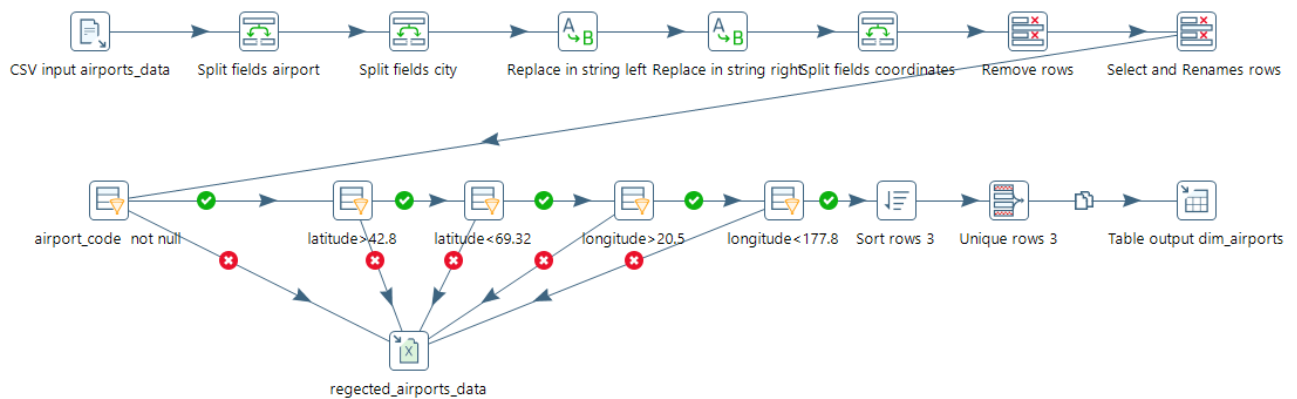 CSV input airports_data
Split fields airport
Split fields city
Replace in string left
Replace in string right
Split fields coordinates
Remove rows
Select and Renames rows
airport_code not null
latitude>42.8
latitude<69.32
longitude>20.5
longitude<177.8
Sort rows 3
Unique rows 3
Table output dim_airports
regected_airports_data